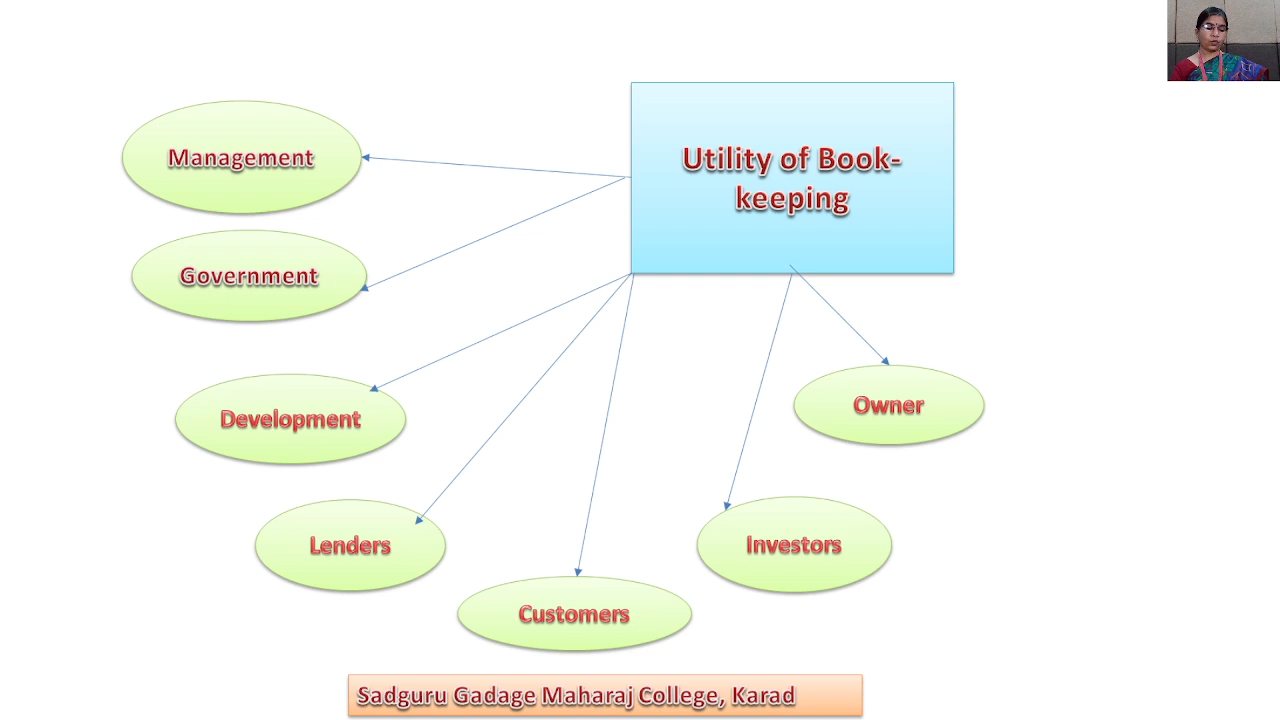 Utility of Book-
keeping
Management
Government
Development
Lenders
Customers
Investors
Owner
Sadguru Gadage Maharaj College, Karad